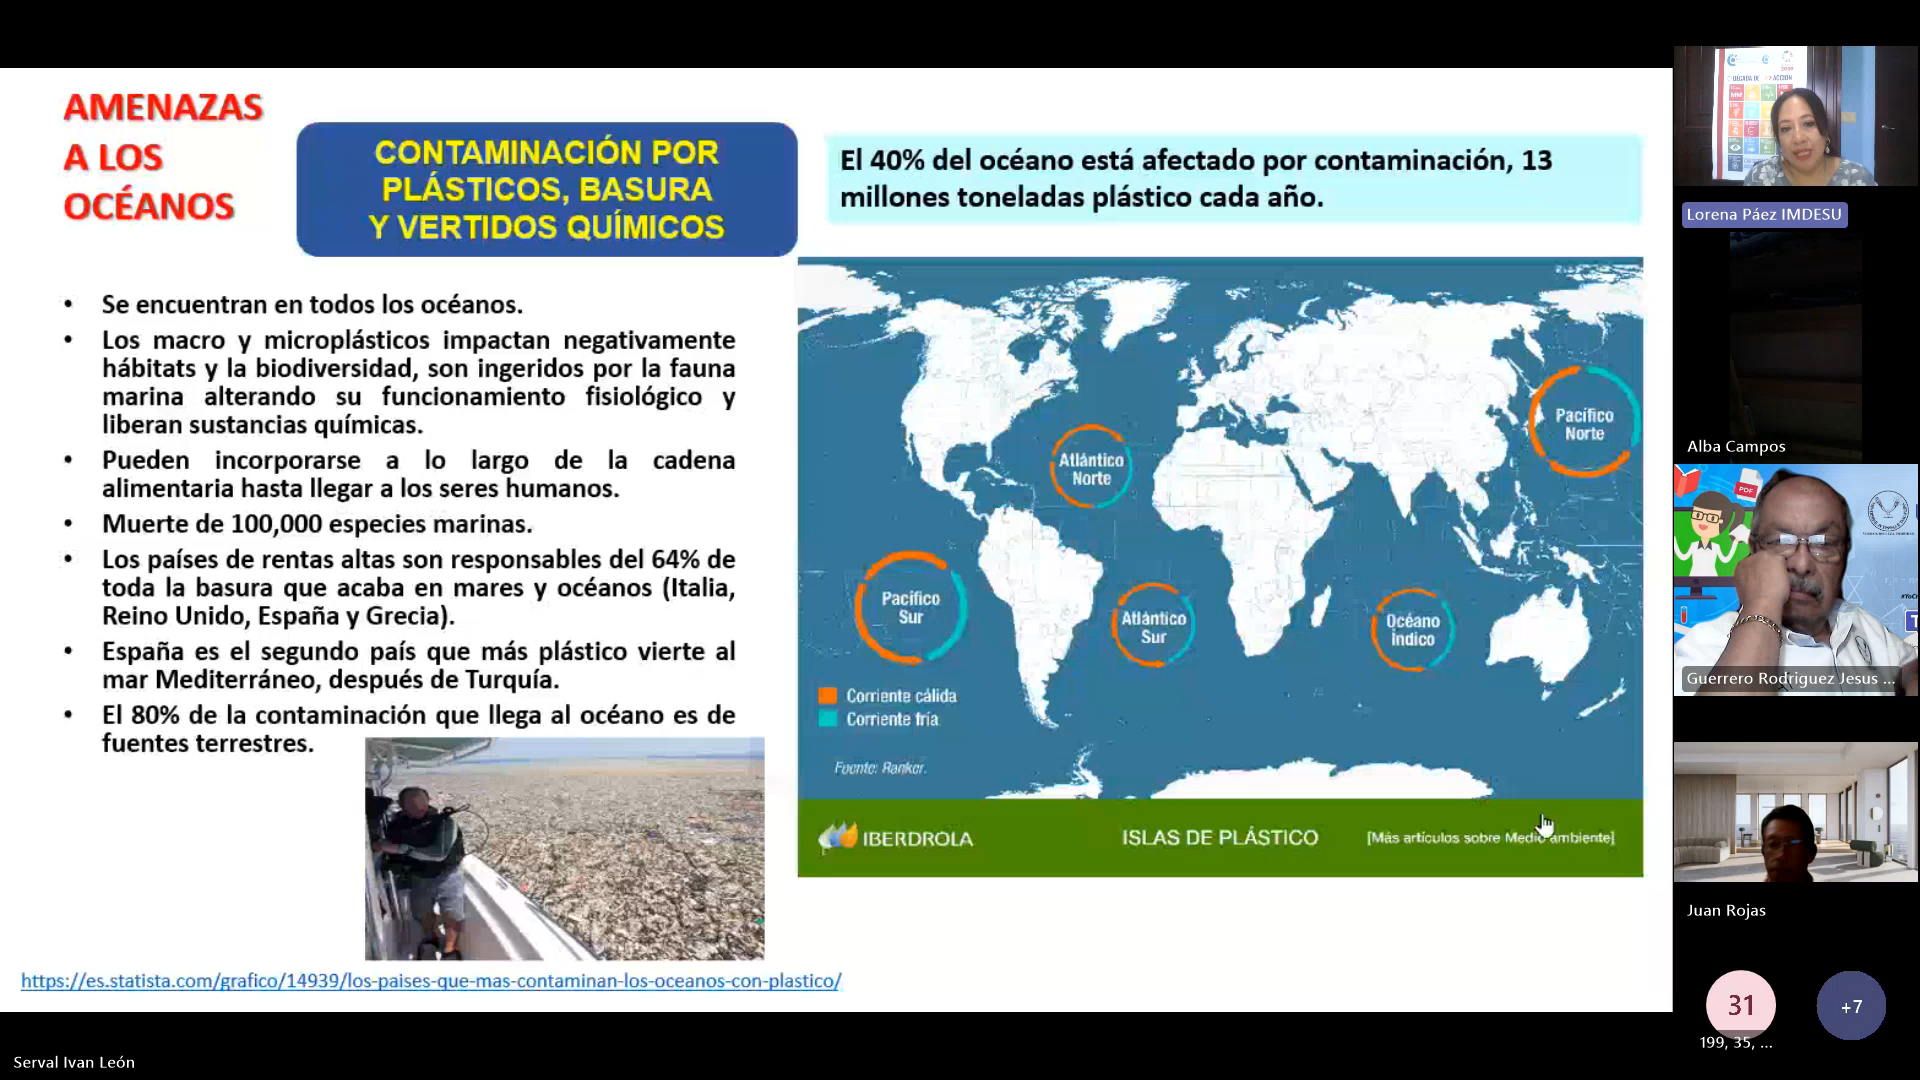 AMENAZAS
A LOS
OCÉANOS
CONTAMINACIÓN POR
PLÁSTICOS, BASURA
Y VERTIDOS QUÍMICOS
El 40% del océano está afectado por contaminación, 13
millones toneladas plástico cada año.
• Se encuentran en todos los océanos.
• Los macro y microplásticos impactan negativamente
hábitats y la biodiversidad, son ingeridos por la fauna
marina alterando su funcionamiento fisiológico y
liberan sustancias químicas.
• Pueden incorporarse a lo largo de la cadena
alimentaria hasta llegar a los seres humanos.
• Muerte de 100,000 especies marinas.
• Los países de rentas altas son responsables del 64% de
toda la basura que acaba en mares y océanos (Italia,
Reino Unido, España y Grecia).
• España es el segundo país que más plástico vierte al
mar Mediterráneo, después de Turquía.
• El 80% de la contaminación que llega al océano es de
fuentes terrestres.
Pacífico
Norte
Atlántico
Norte
Pacífico
Sur
Atlántico
Sur
Océano
Índico
Corriente cálida
Corriente fría
Fuente: Ranker.
IBERDROLA
ISLAS DE PLÁSTICO
[Más artículos sobre Medio ambiente]
https://es.statista.com/grafico/14939/los-paises-que-mas-contaminan-los-oceanos-con-plastico/
Serval Ivan León
DÉCADA DE ACCIÓN
Lorena Páez IMDESU
Alba Campos
PDF
Guerrero Rodriguez Jesus ...
Juan Rojas
31
+7
199, 35, ...